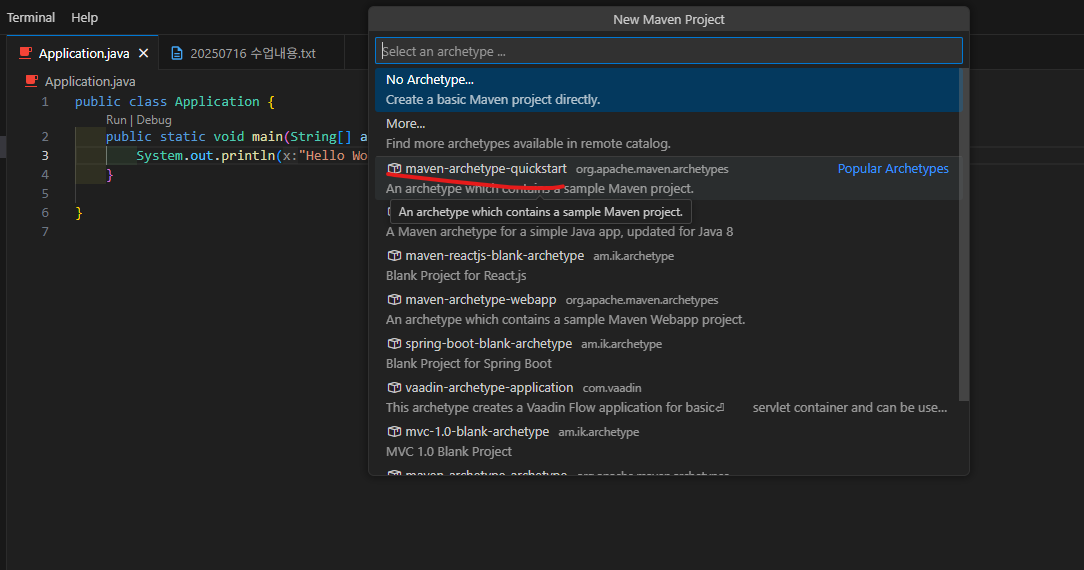 Terminal Help
New Maven Project
Application.java
20250716 수업내용.txt
Select an archetype ...
Application.java
No Archetype...
Create a basic Maven project directly.
1 public class Application {
Run | Debug
2 public static void main(String[] a
3 System.out.println(x:"Hello Wo
4 }
5
6 }
7
More...
Find more archetypes available in remote catalog.
maven-archetype-quickstart org.apache.maven.archetypes Popular Archetypes
An archetype which contains a sample Maven project.
An archetype which contains a sample Maven project.
A Maven archetype for a simple Java app, updated for Java 8
maven-reactjs-blank-archetype am.ik.archetype
Blank Project for React.js
maven-archetype-webapp org.apache.maven.archetypes
An archetype which contains a sample Maven Webapp project.
spring-boot-blank-archetype am.ik.archetype
Blank Project for Spring Boot
vaadin-archetype-application com.vaadin
This archetype creates a Vaadin Flow application for basic⏎ servlet container and can be use...
mvc-1.0-blank-archetype am.ik.archetype
MVC 1.0 Blank Project
maven-archetype-archetype org.apache.maven.archetypes